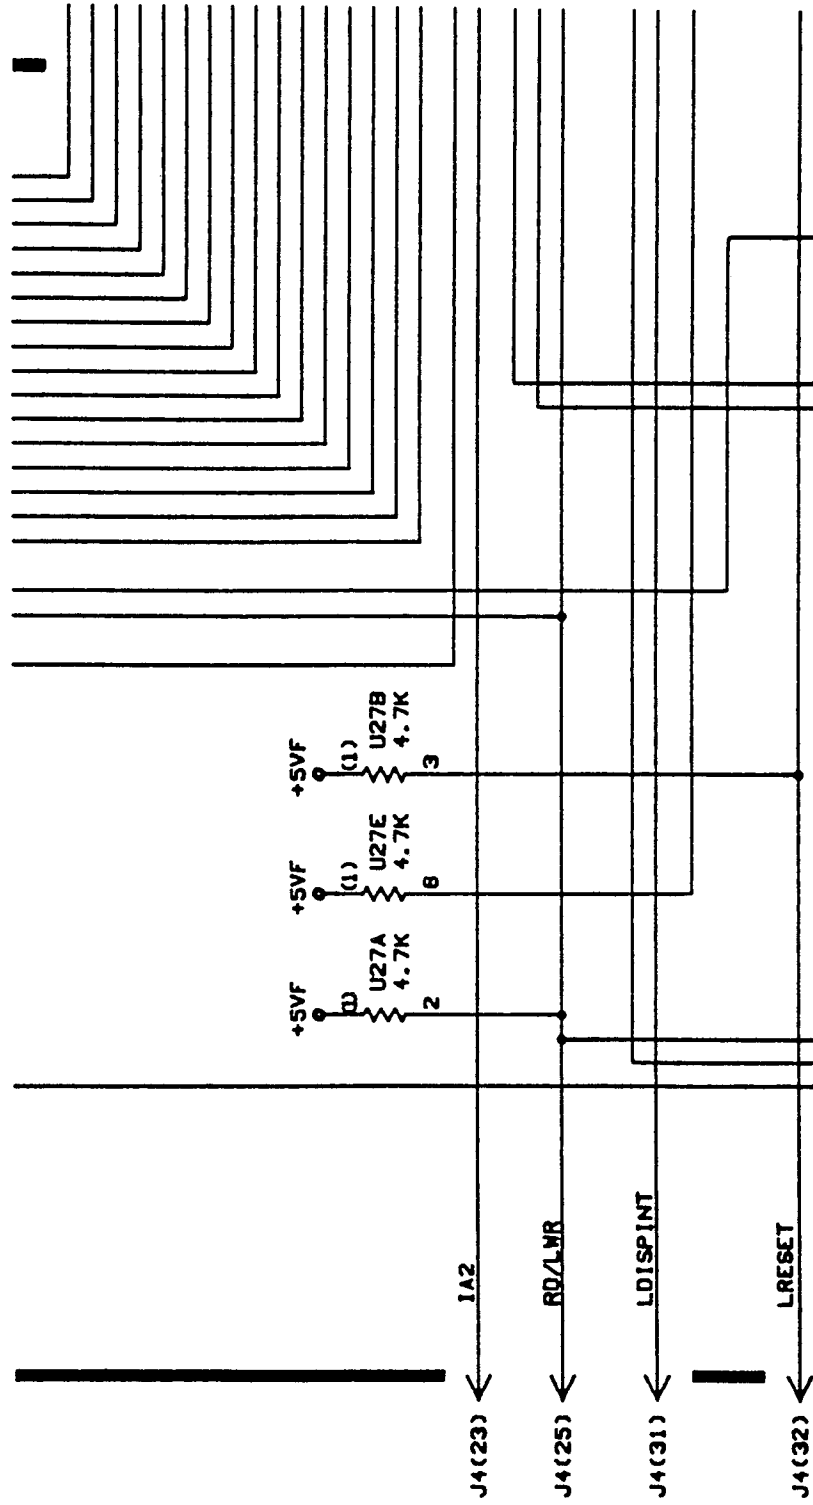 +5VF
(1)
U27A
4.7K
2
+5VF
(1)
U27E
4.7K
6
+5VF
(1)
U27B
4.7K
3
J4(23)
IA2
J4(25)
RD/LWR
J4(31)
LDISPINT
J4(32)
LRESET